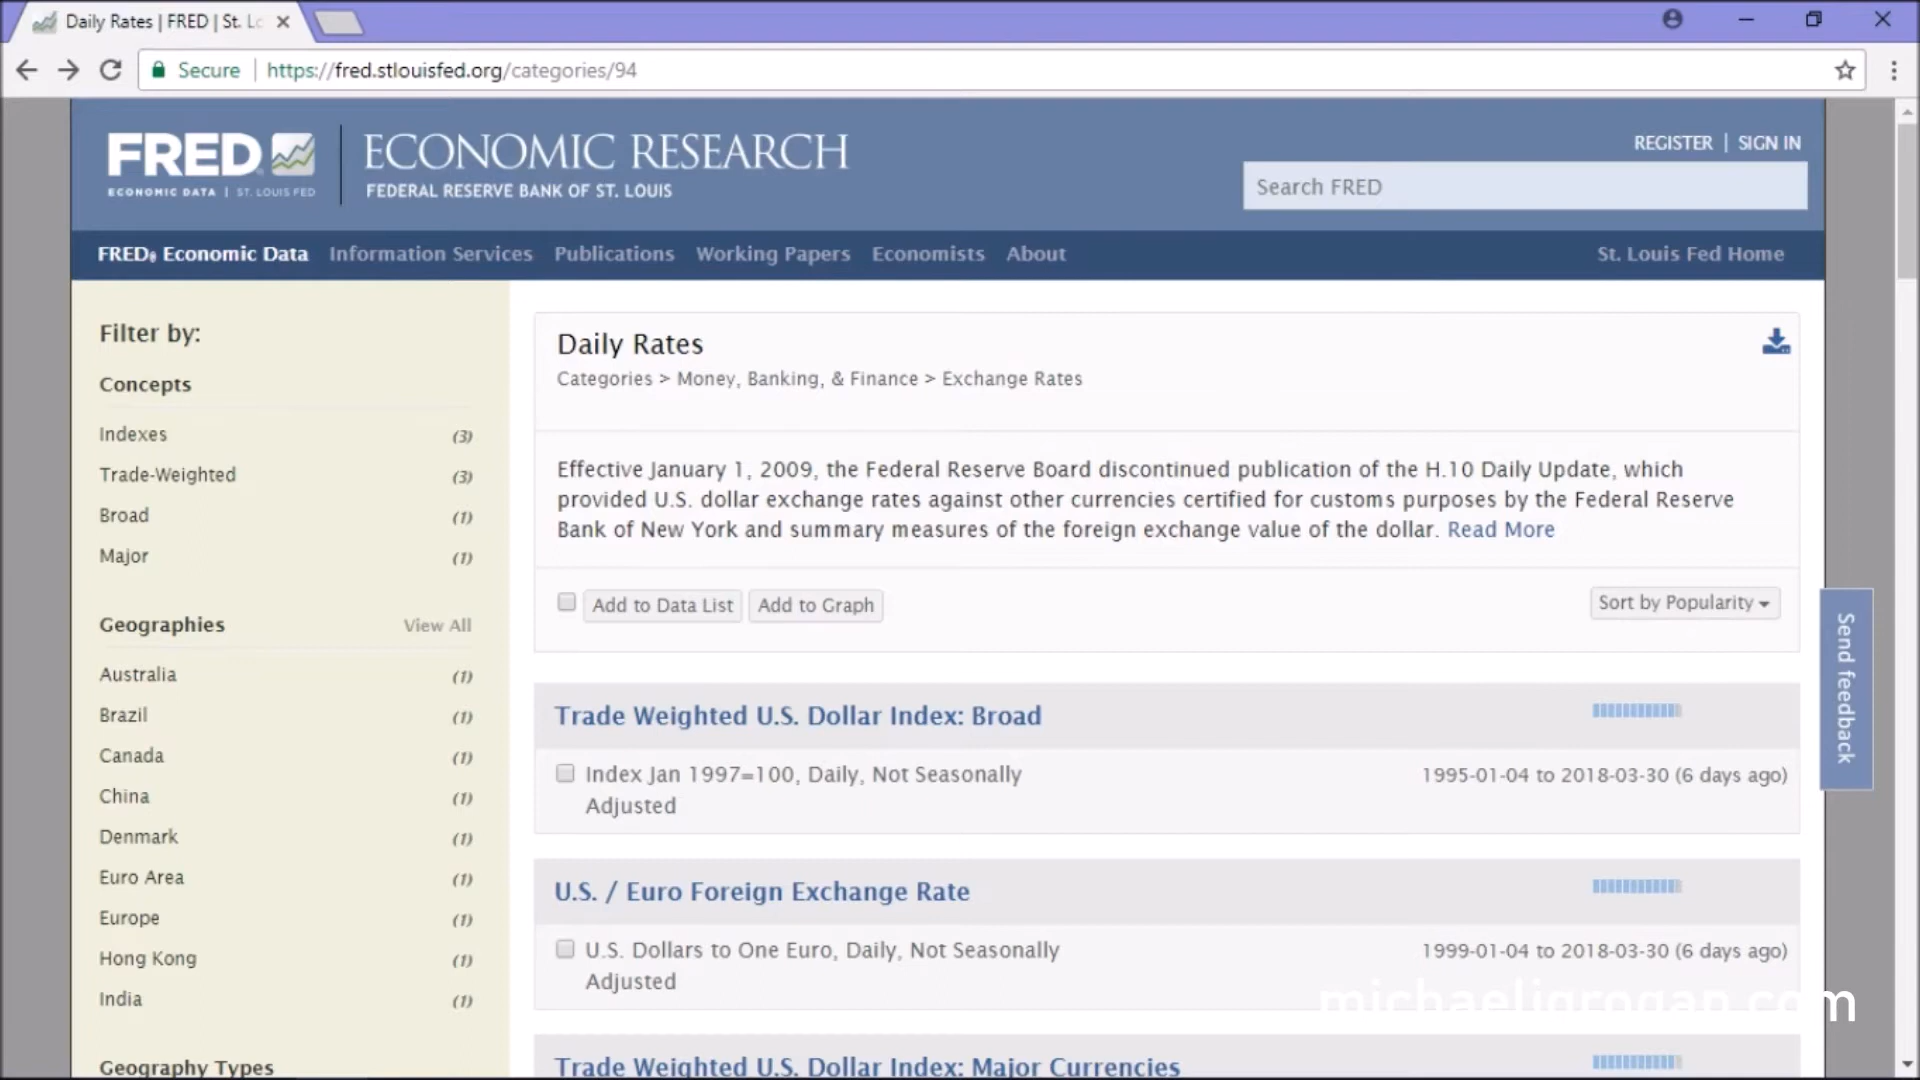 Daily Rates | FRED | St. Lo
Secure | https://fred.stlouisfed.org/categories/94
FRED
ECONOMIC DATA | ST. LOUIS FED
ECONOMIC RESEARCH
FEDERAL RESERVE BANK OF ST. LOUIS
REGISTER | SIGN IN
Search FRED
FRED® Economic Data Information Services Publications Working Papers Economists About St. Louis Fed Home
Filter by:
Concepts
Indexes (3)
Trade-Weighted (3)
Broad (1)
Major (1)
Geographies View All
Australia (1)
Brazil (1)
Canada (1)
China (1)
Denmark (1)
Euro Area (1)
Europe (1)
Hong Kong (1)
India (1)
Geography Types
Daily Rates
Categories > Money, Banking, & Finance > Exchange Rates
Effective January 1, 2009, the Federal Reserve Board discontinued publication of the H.10 Daily Update, which
provided U.S. dollar exchange rates against other currencies certified for customs purposes by the Federal Reserve
Bank of New York and summary measures of the foreign exchange value of the dollar. Read More
Add to Data List Add to Graph Sort by Popularity
Trade Weighted U.S. Dollar Index: Broad
Index Jan 1997=100, Daily, Not Seasonally 1995-01-04 to 2018-03-30 (6 days ago)
Adjusted
U.S. / Euro Foreign Exchange Rate
U.S. Dollars to One Euro, Daily, Not Seasonally 1999-01-04 to 2018-03-30 (6 days ago)
Adjusted
Trade Weighted U.S. Dollar Index: Major Currencies
Send feedback
michaeljgrogan.com